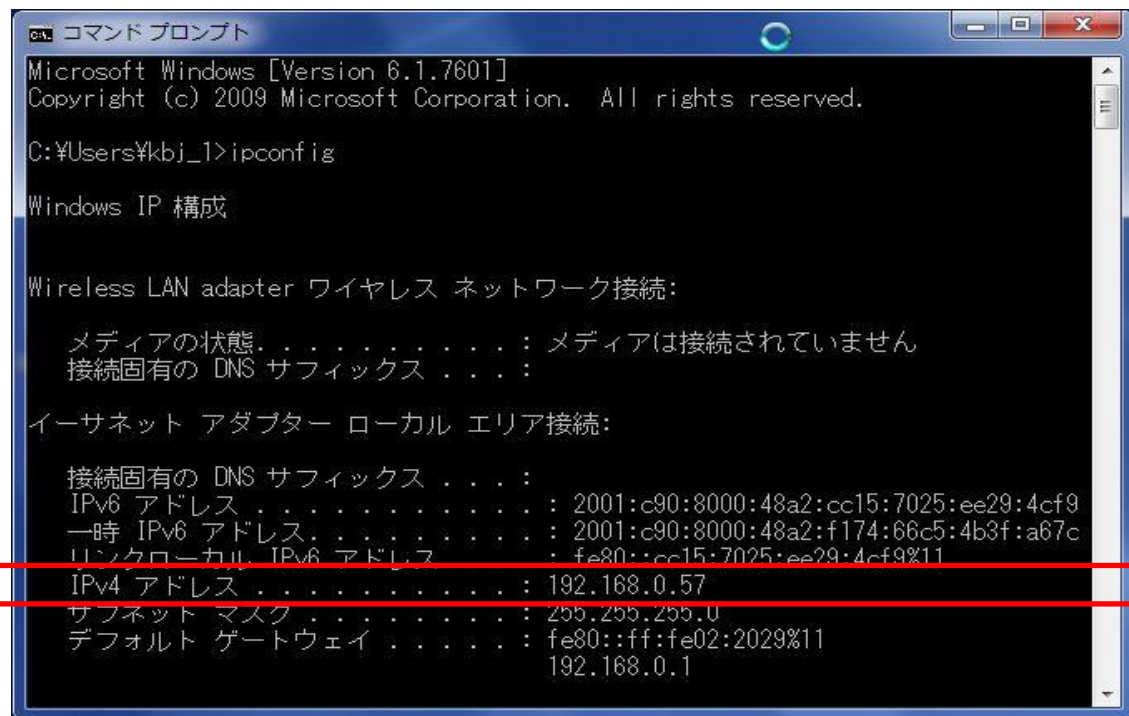 コマンド プロンプト
Microsoft Windows [Version 6.1.7601]
Copyright (c) 2009 Microsoft Corporation.  All rights reserved.
C:¥Users¥kbj_1>ipconfig
Windows IP 構成
Wireless LAN adapter ワイヤレス ネットワーク接続:
メディアの状態. . . . . . . . . . . : メディアは接続されていません
接続固有の DNS サフィックス . . . :
イーサネット アダプター ローカル エリア接続:
接続固有の DNS サフィックス . . . :
IPv6 アドレス . . . . . . . . . . . : 2001:c90:8000:48a2:cc15:7025:ee29:4cf9
一時 IPv6 アドレス. . . . . . . . . : 2001:c90:8000:48a2:f174:66c5:4b3f:a67c
リンクローカル IPv6 アドレス . . . . : fe80::cc15:7025:ee29:4cf9%11
IPv4 アドレス . . . . . . . . . . : 192.168.0.57
サブネット マスク . . . . . . . . : 255.255.255.0
デフォルト ゲートウェイ . . . . . : fe80::ff:fe02:2029%11
192.168.0.1